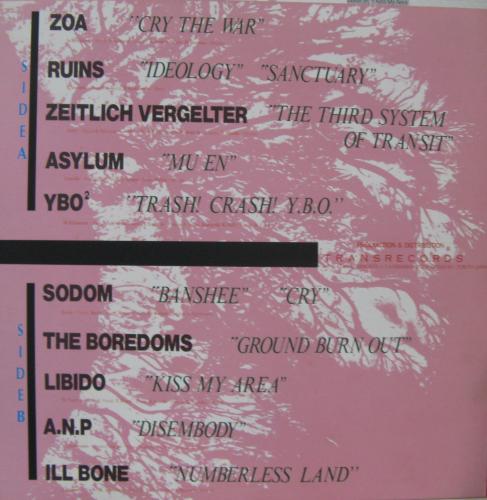 ZOA "CRY THE WAR"
RUINS "IDEOLOGY" "SANCTUARY"
ZEITLICH VERGELTER "THE THIRD SYSTEM
OF TRANSIT"
ASYLUM "MU EN"
YBO² "TRASH! CRASH! Y.B.O."
SIDE A
PRODUCTION & DISTRIBUTION
TRANSRECORDS
SODOM "BANSHEE" "CRY"
THE BOREDOMS "GROUND BURN OUT"
LIBIDO "KISS MY AREA"
A.N.P "DISEMBODY"
ILL BONE "NUMBERLESS LAND"
SIDE B